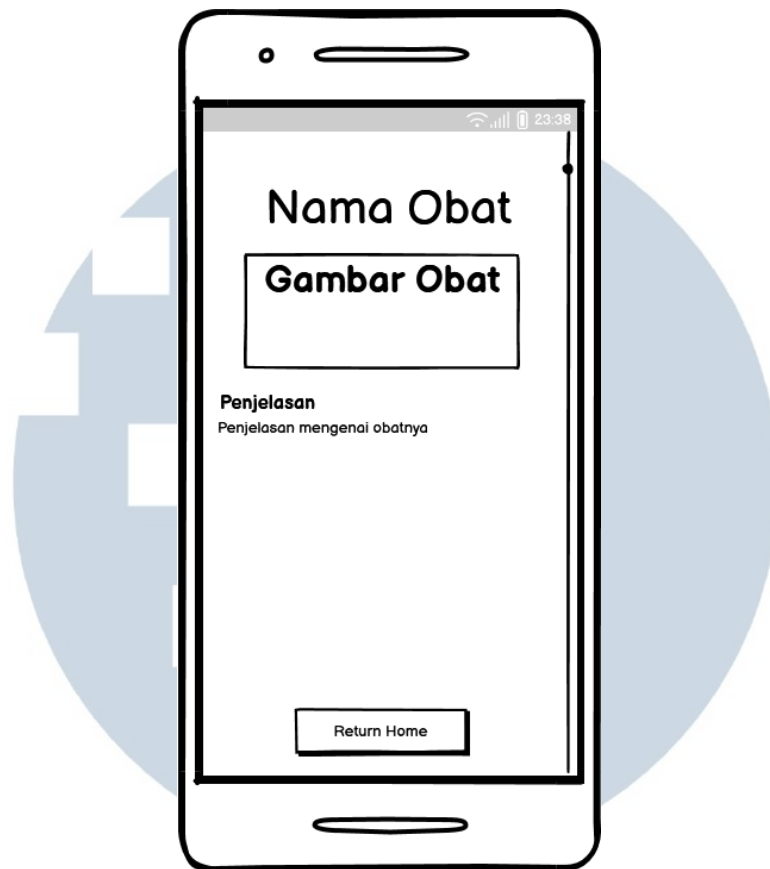 23:38
Nama Obat
Gambar Obat
Penjelasan
Penjelasan mengenai obatnya
Return Home